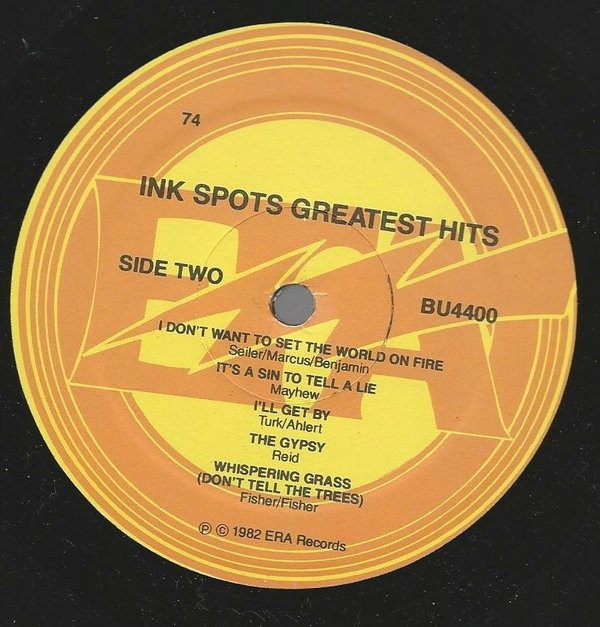 74
INK SPOTS GREATEST HITS
SIDE TWO
BU4400
I DON'T WANT TO SET THE WORLD ON FIRE
Seiler/Marcus/Benjamin
IT'S A SIN TO TELL A LIE
Mayhew
I'LL GET BY
Turk/Ahlert
THE GYPSY
Reid
WHISPERING GRASS
(DON'T TELL THE TREES)
Fisher/Fisher
Ⓟ © 1982 ERA Records